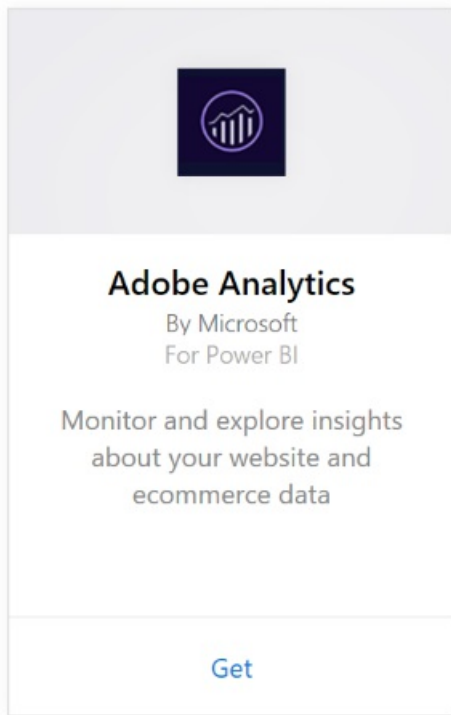 Adobe Analytics
By Microsoft
For Power BI
Monitor and explore insights
about your website and
ecommerce data
Get